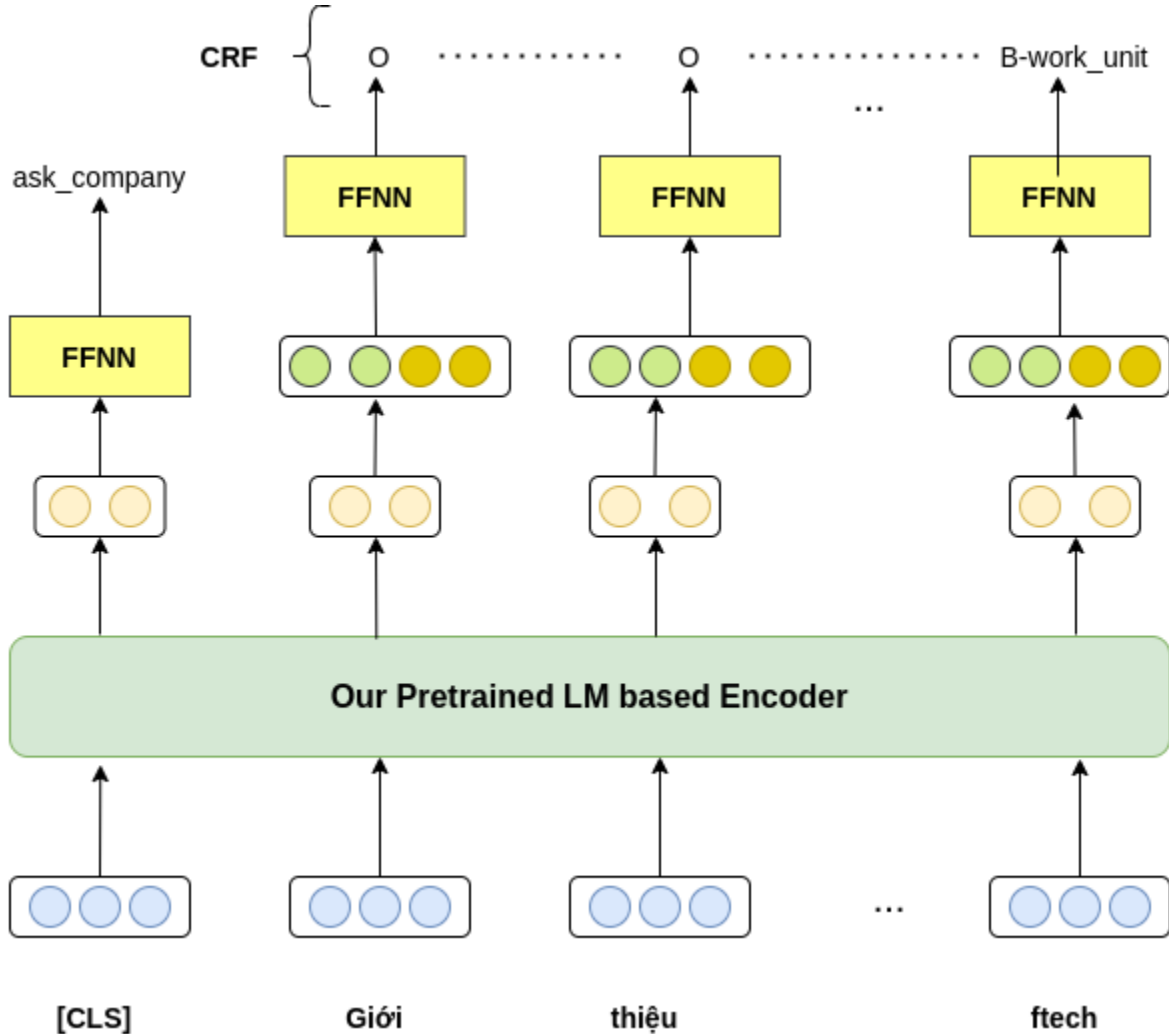 CRF O ············ O ··············· B-work_unit
...
ask_company
FFNN FFNN FFNN
FFNN
Our Pretrained LM based Encoder
...
[CLS] Giới thiệu ftech